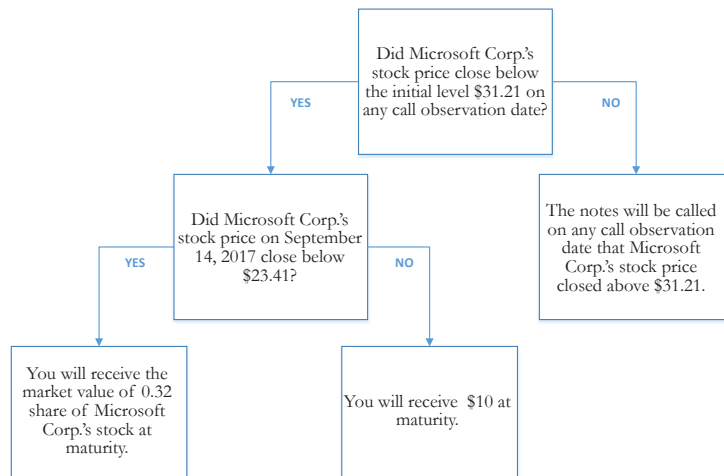 Did Microsoft Corp.'s
stock price close below
the initial level $31.21 on
any call observation date?
YES
NO
Did Microsoft Corp.'s
stock price on September
14, 2017 close below
$23.41?
The notes will be called
on any call observation
date that Microsoft
Corp.'s stock price
closed above $31.21.
YES
NO
You will receive the
market value of 0.32
share of Microsoft
Corp.'s stock at
maturity.
You will receive $10 at
maturity.